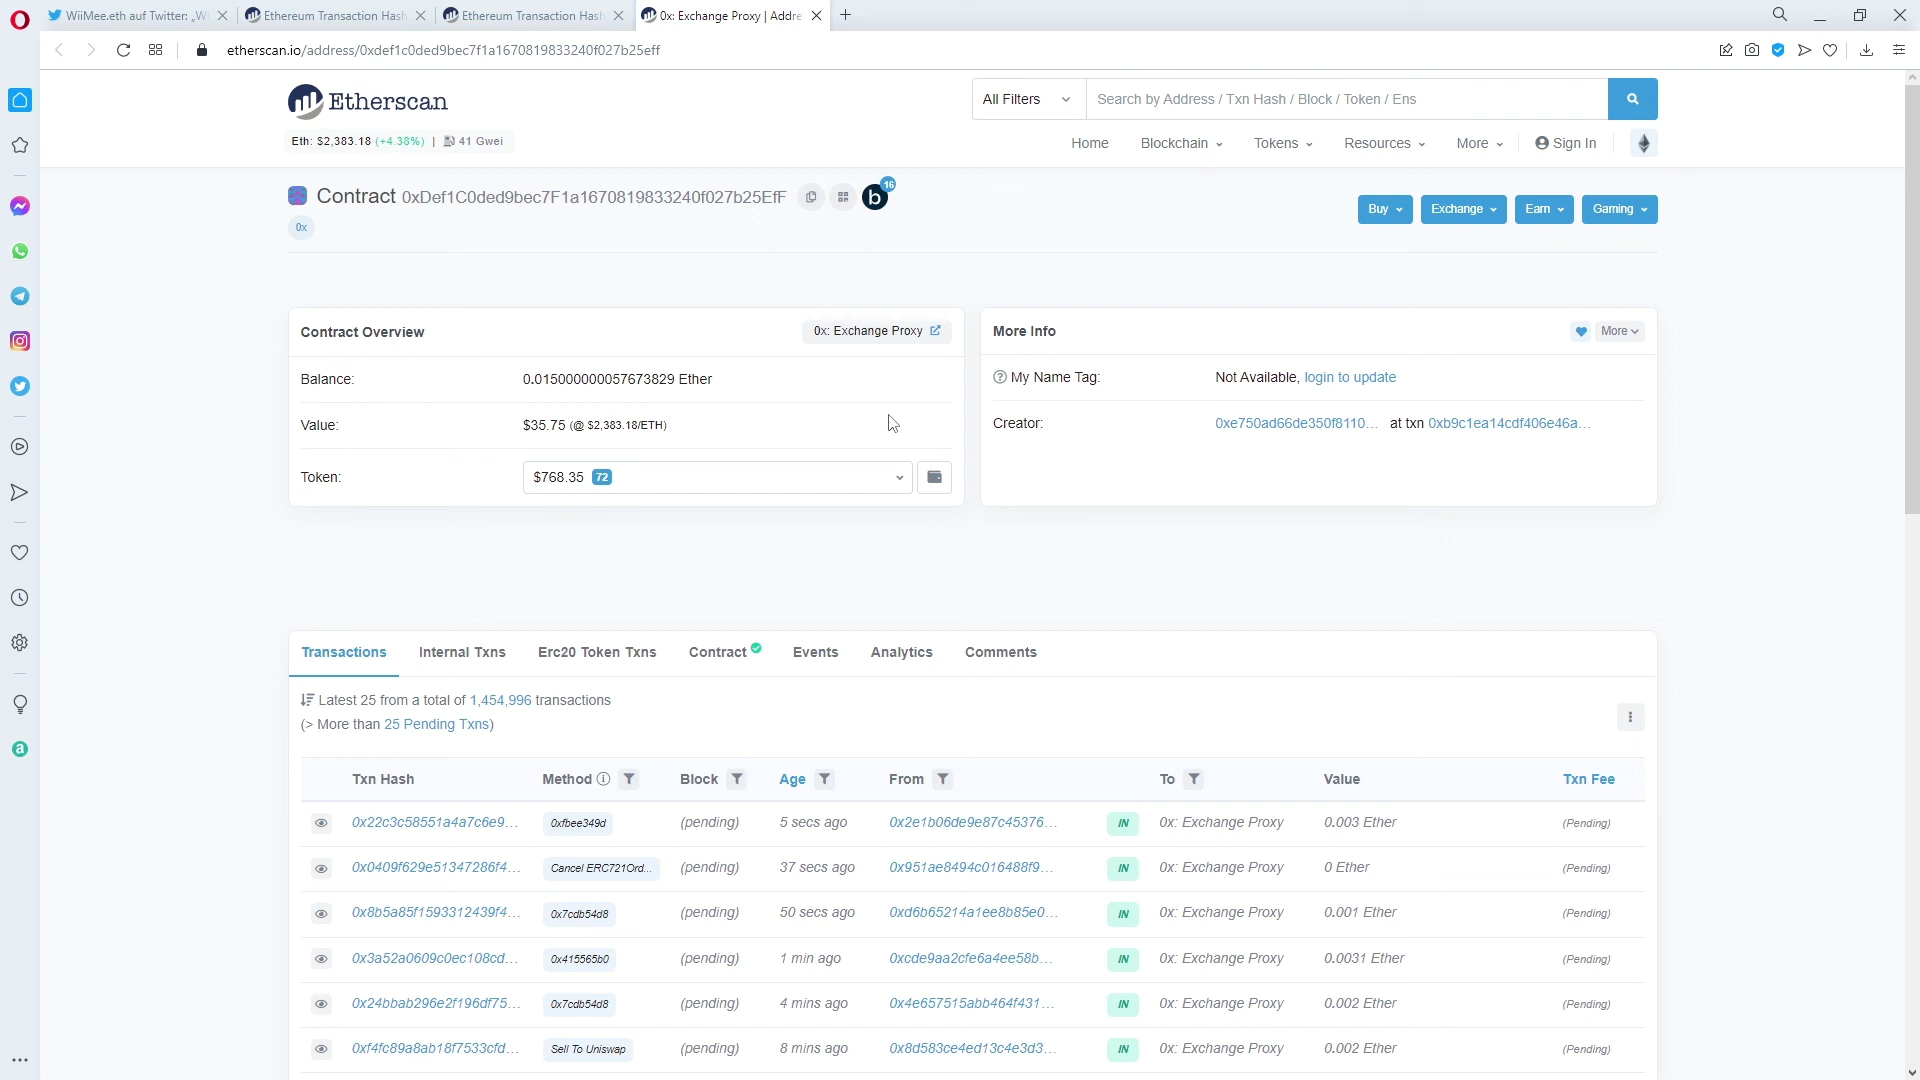 WiiMee.eth auf Twitter: „Wi
Ethereum Transaction Hash
Ethereum Transaction Hash
0x: Exchange Proxy | Addre
etherscan.io/address/0xdef1c0ded9bec7f1a1670819833240f027b25eff
Etherscan
All Filters
Search by Address / Txn Hash / Block / Token / Ens
Eth: $2,383.18 (+4.38%) | 41 Gwei
Home Blockchain Tokens Resources More Sign In
Contract 0xDef1C0ded9bec7F1a1670819833240f027b25EfF
b 16
0x
Buy Exchange Earn Gaming
Contract Overview
0x: Exchange Proxy
Balance: 0.015000000057673829 Ether
Value: $35.75 (@ $2,383.18/ETH)
Token: $768.35 72
More Info
More
My Name Tag: Not Available, login to update
Creator: 0xe750ad66de350f8110... at txn 0xb9c1ea14cdf406e46a...
Transactions Internal Txns Erc20 Token Txns Contract Events Analytics Comments
Latest 25 from a total of 1,454,996 transactions
(> More than 25 Pending Txns)
Txn Hash Method Block Age From To Value Txn Fee
0x22c3c58551a4a7c6e9... 0xfbee349d (pending) 5 secs ago 0x2e1b06de9e87c45376... IN 0x: Exchange Proxy 0.003 Ether (Pending)
0x0409f629e51347286f4... Cancel ERC721Ord... (pending) 37 secs ago 0x951ae8494c016488f9... IN 0x: Exchange Proxy 0 Ether (Pending)
0x8b5a85f1593312439f4... 0x7cdb54d8 (pending) 50 secs ago 0xd6b65214a1ee8b85e0... IN 0x: Exchange Proxy 0.001 Ether (Pending)
0x3a52a0609c0ec108cd... 0x415565b0 (pending) 1 min ago 0xcde9aa2cfe6a4ee58b... IN 0x: Exchange Proxy 0.0031 Ether (Pending)
0x24bbab296e2f196df75... 0x7cdb54d8 (pending) 4 mins ago 0x4e657515abb464f431... IN 0x: Exchange Proxy 0.002 Ether (Pending)
0xf4fc89a8ab18f7533cfd... Sell To Uniswap (pending) 8 mins ago 0x8d583ce4ed13c4e3d3... IN 0x: Exchange Proxy 0.002 Ether (Pending)